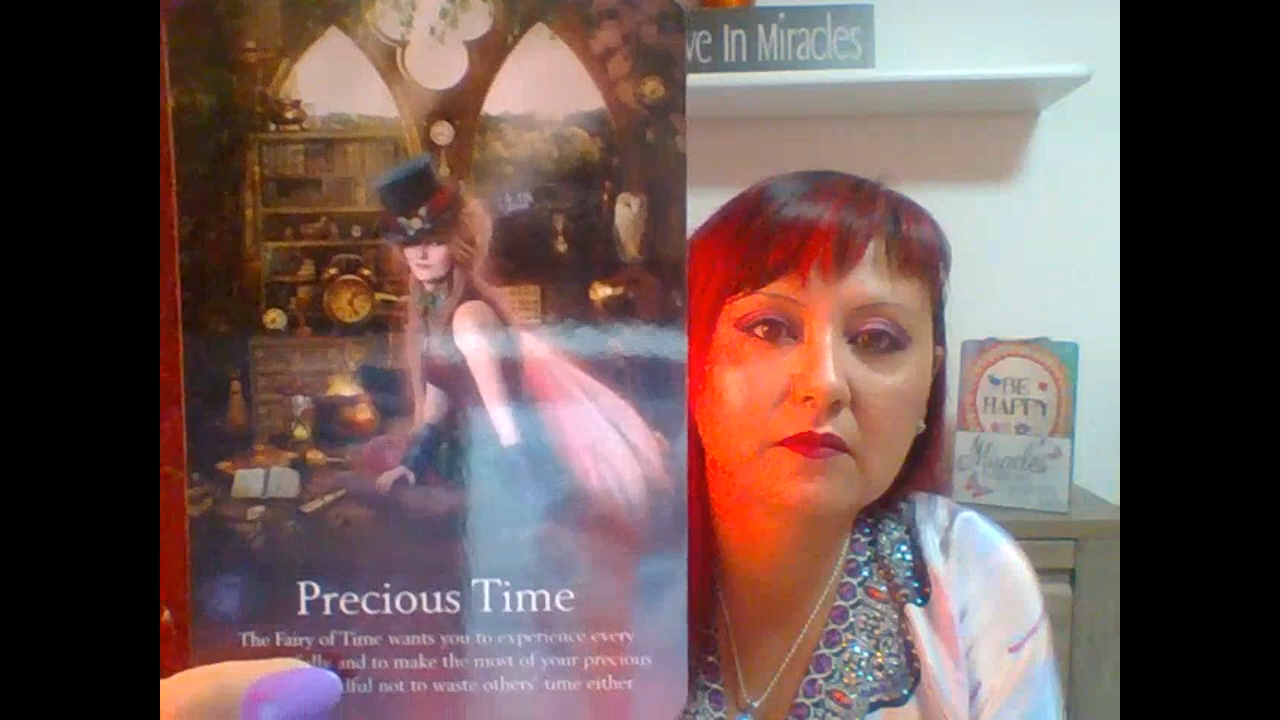 ve In Miracles
BE
HAPPY
Miracles
Precious Time
The Fairy of Time wants you to experience every
and to make the most of your precious
not to waste others' time either